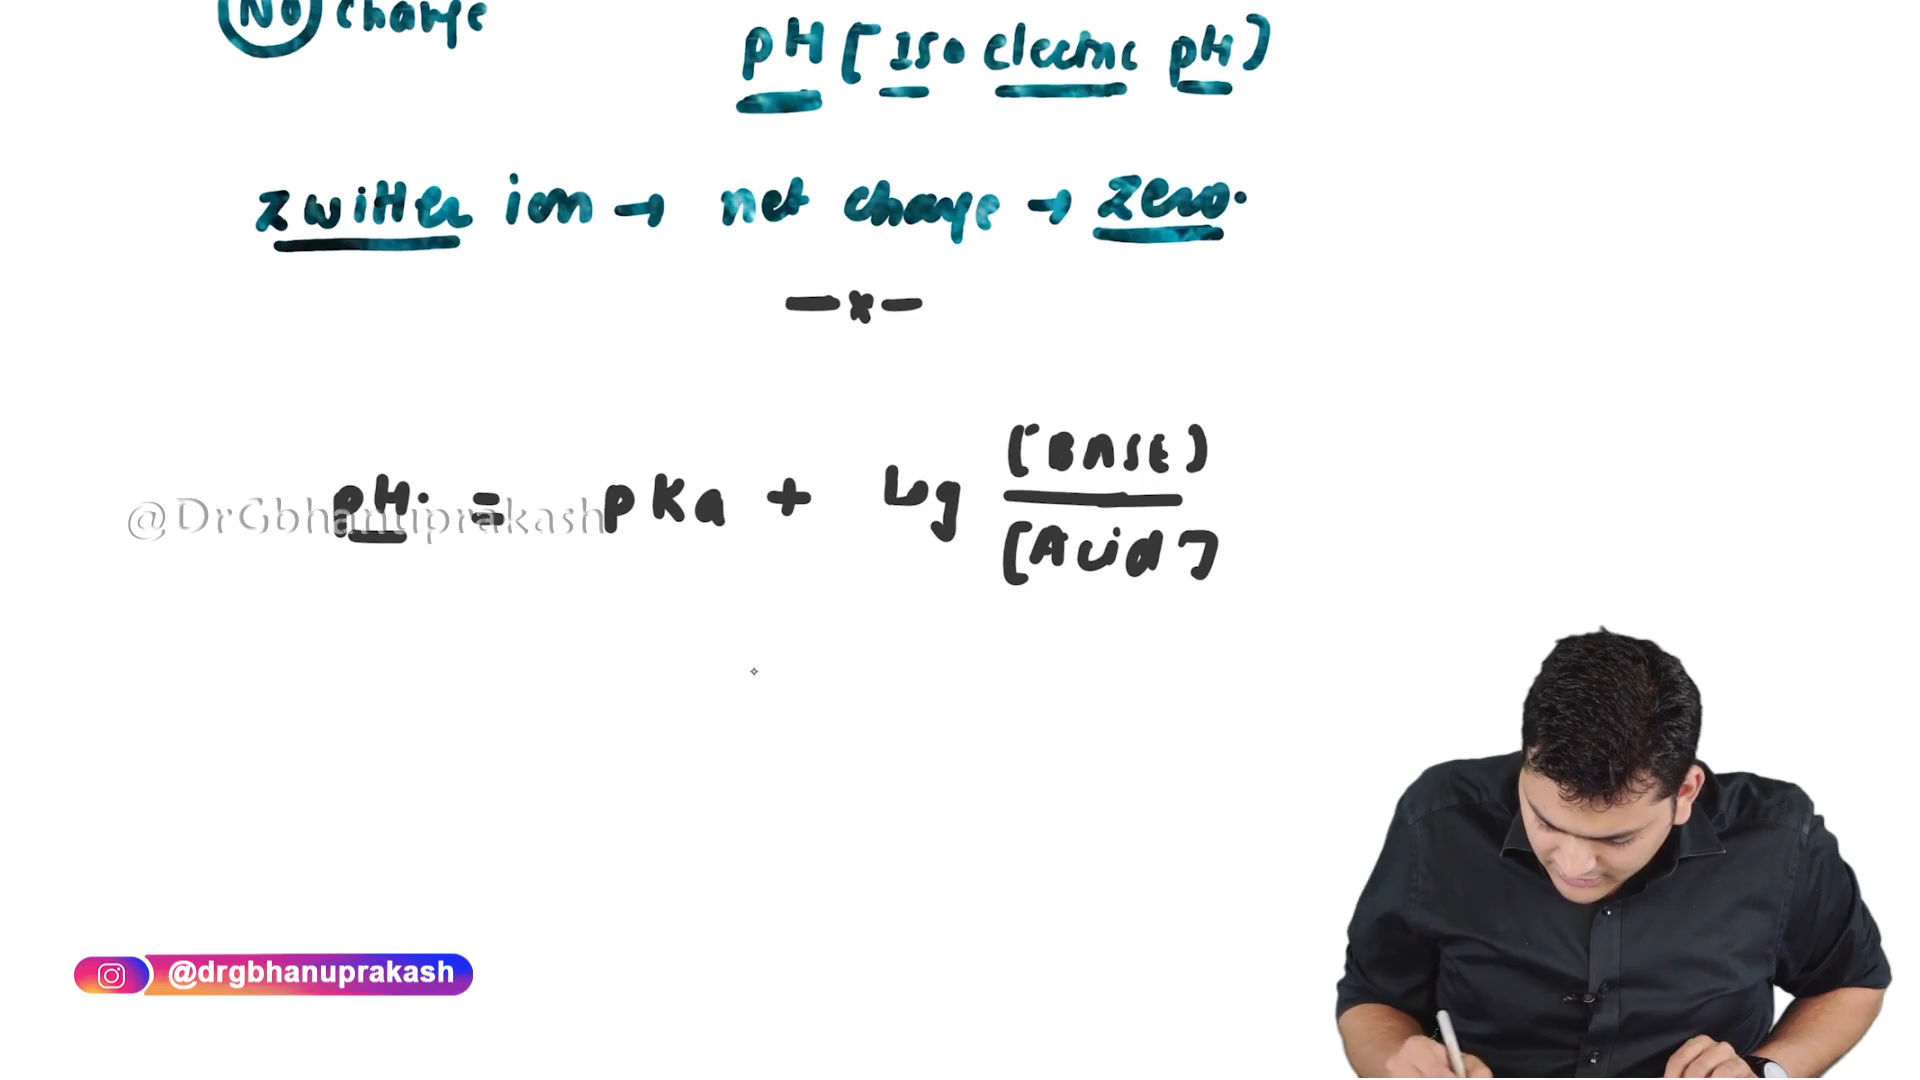 No charge
pH [Iso electric pH]
Zwitter ion → net charge → Zero.
—x—
pH = pKa + log [BASE]
[Acid]
@DrGbhanuprakash
@drgbhanuprakash